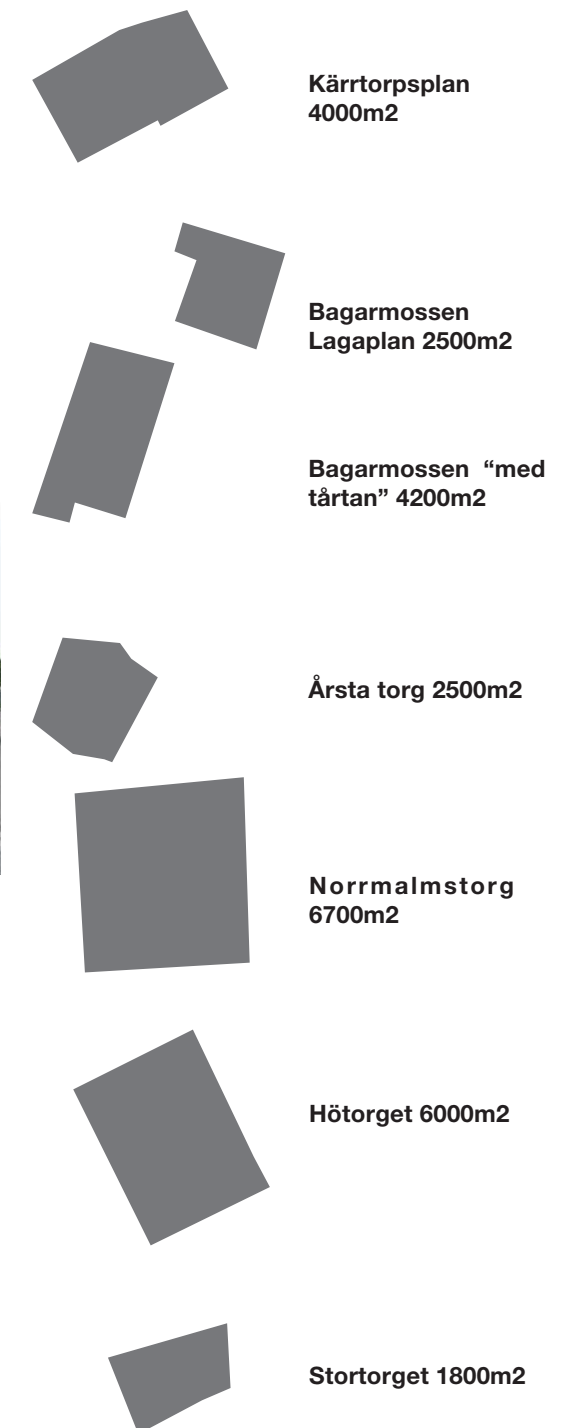 Kärrtorpsplan
4000m2
Bagarmossen
Lagaplan 2500m2
Bagarmossen “med
tårtan” 4200m2
Årsta torg 2500m2
Norrmalmstorg
6700m2
Hötorget 6000m2
Stortorget 1800m2